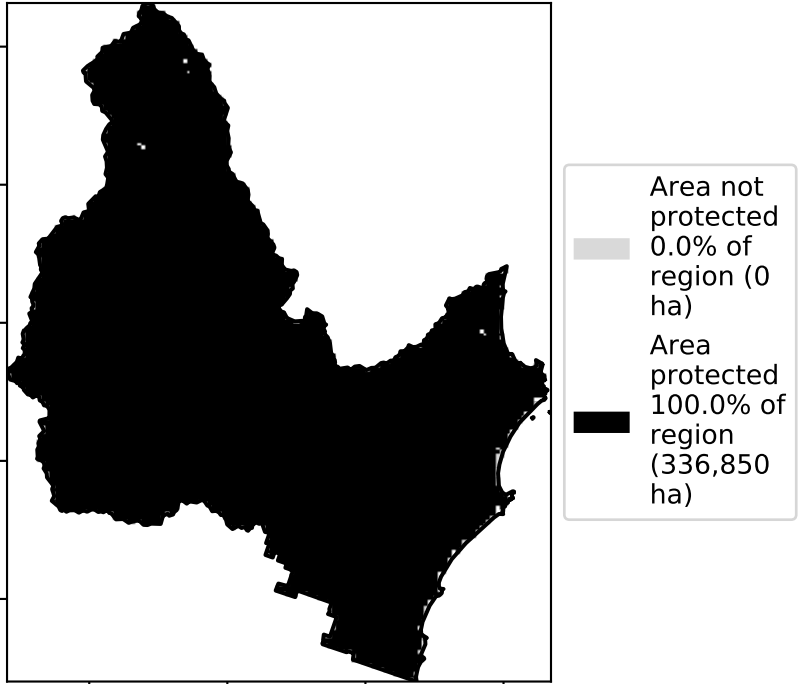 Area not
protected
0.0% of
region (0
ha)
Area
protected
100.0% of
region
(336,850
ha)